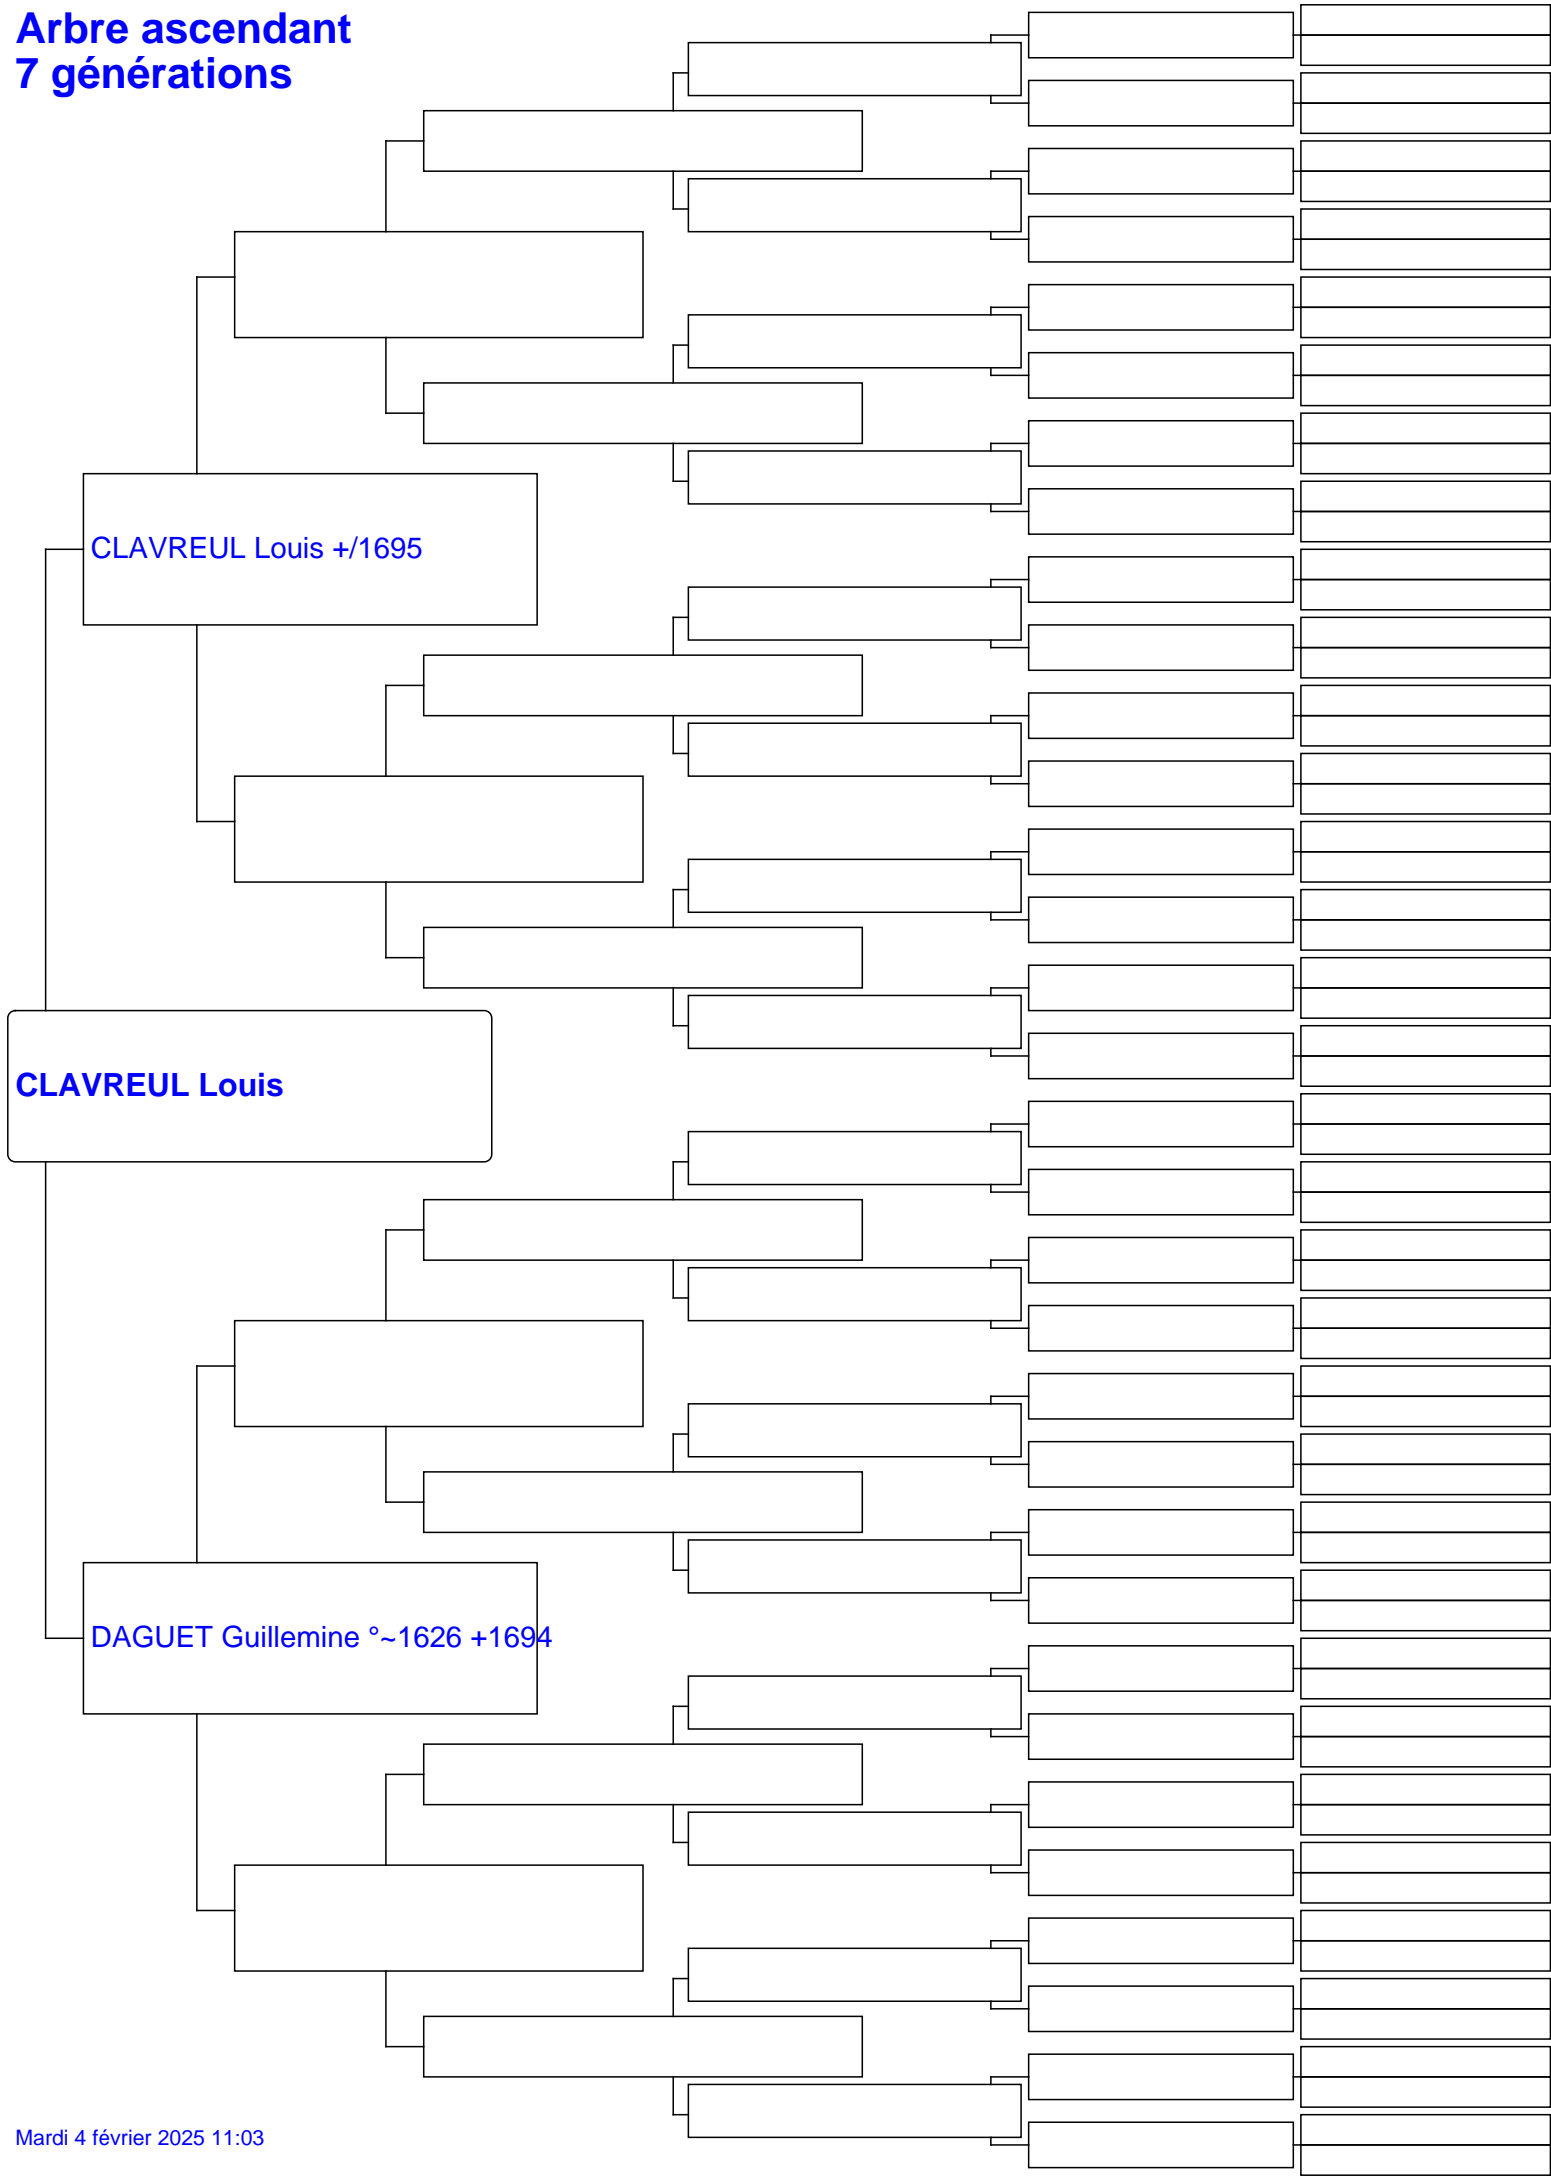 Arbre ascendant
7 générations
CLAVREUL Louis +/1695
CLAVREUL Louis
DAGUET Guillemine °~1626 +1694
Mardi 4 février 2025 11:03